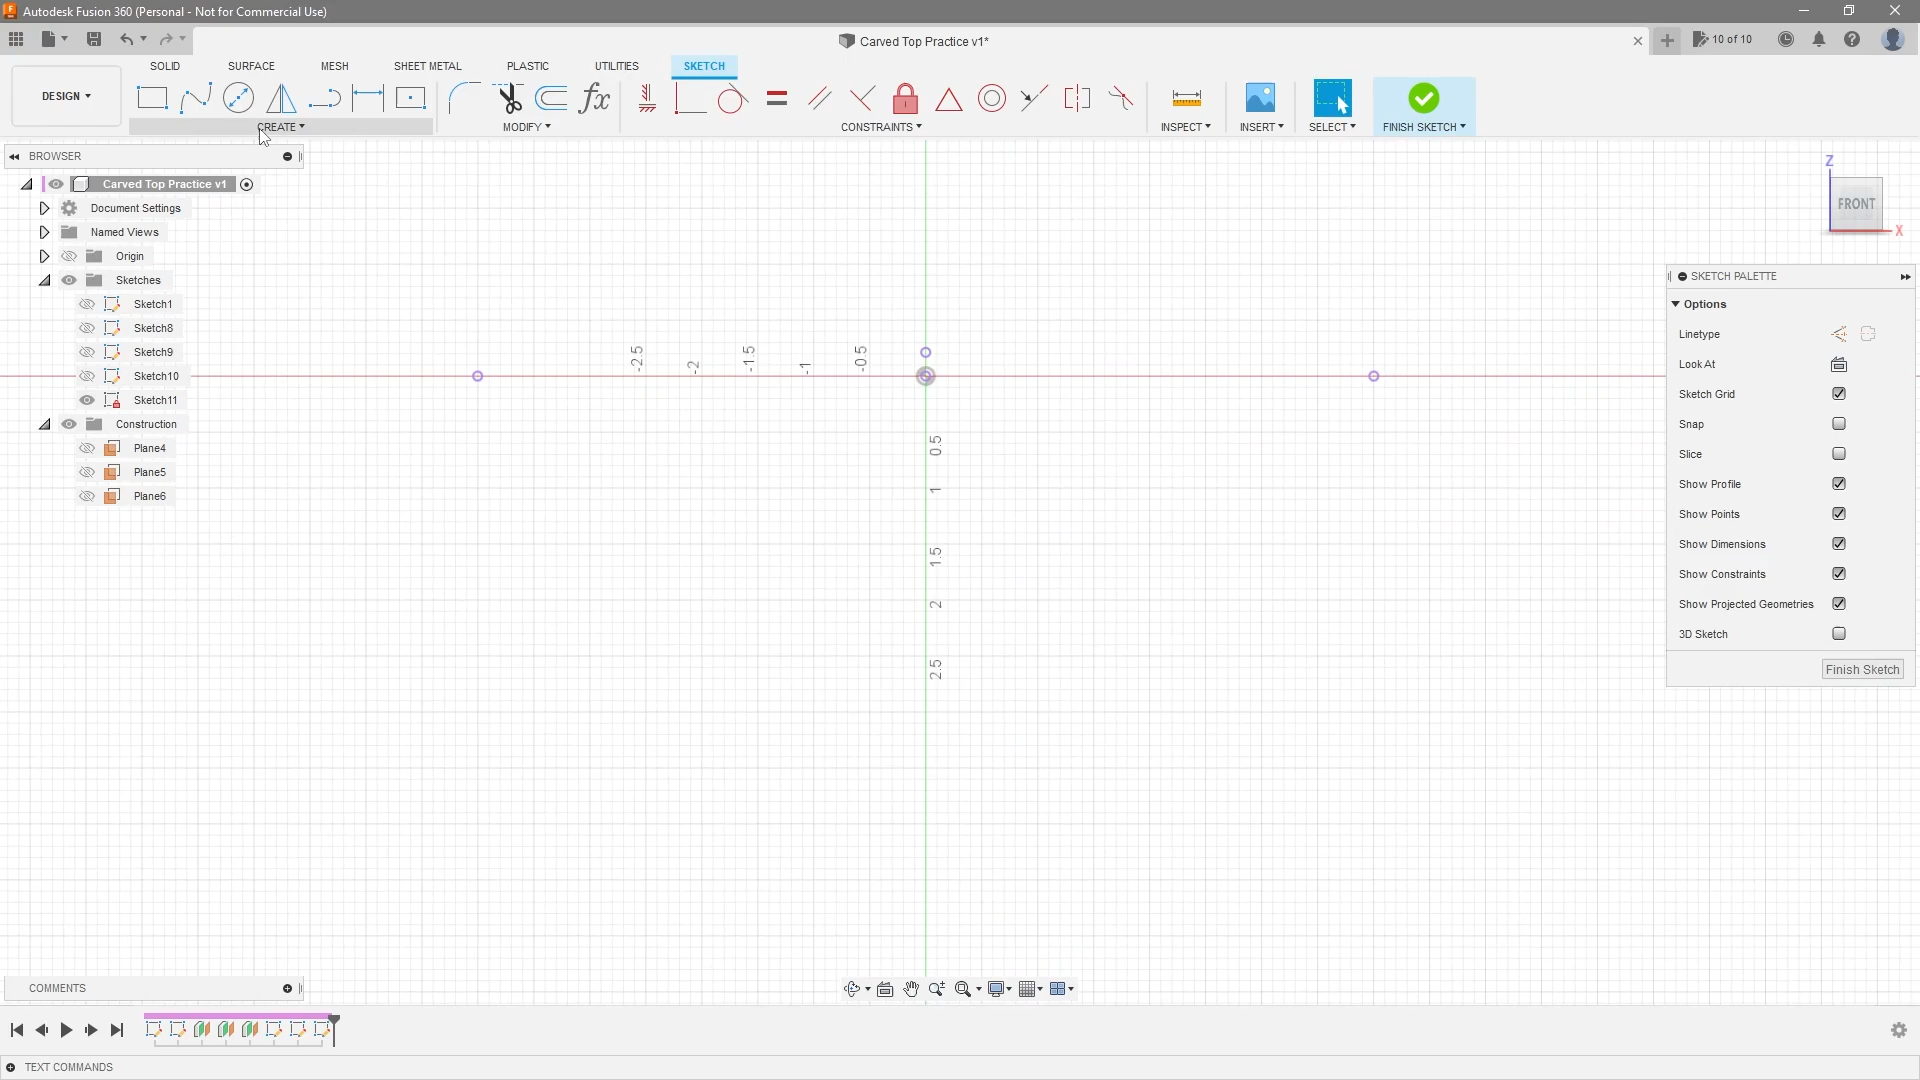 Autodesk Fusion 360 (Personal - Not for Commercial Use)
Carved Top Practice v1*
10 of 10
SOLID SURFACE MESH SHEET METAL PLASTIC UTILITIES SKETCH
DESIGN
fx
CREATE MODIFY CONSTRAINTS INSPECT INSERT SELECT FINISH SKETCH
BROWSER
Carved Top Practice v1
Document Settings
Named Views
Origin
Sketches
Sketch1
Sketch8
Sketch9
Sketch10
Sketch11
Construction
Plane4
Plane5
Plane6
-2.5
-2
-1.5
-1
-0.5
0.5
1
1.5
2
2.5
Z
FRONT
X
SKETCH PALETTE
Options
Linetype
Look At
Sketch Grid
Snap
Slice
Show Profile
Show Points
Show Dimensions
Show Constraints
Show Projected Geometries
3D Sketch
Finish Sketch
COMMENTS
TEXT COMMANDS